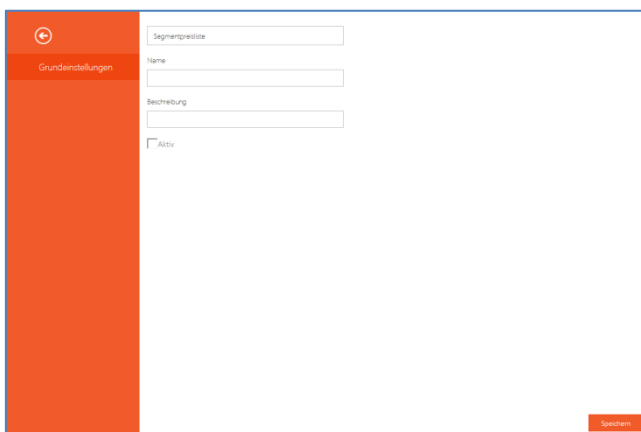 Segmentpreisliste
Grundeinstellungen
Name
Beschreibung
Aktiv
Speichern